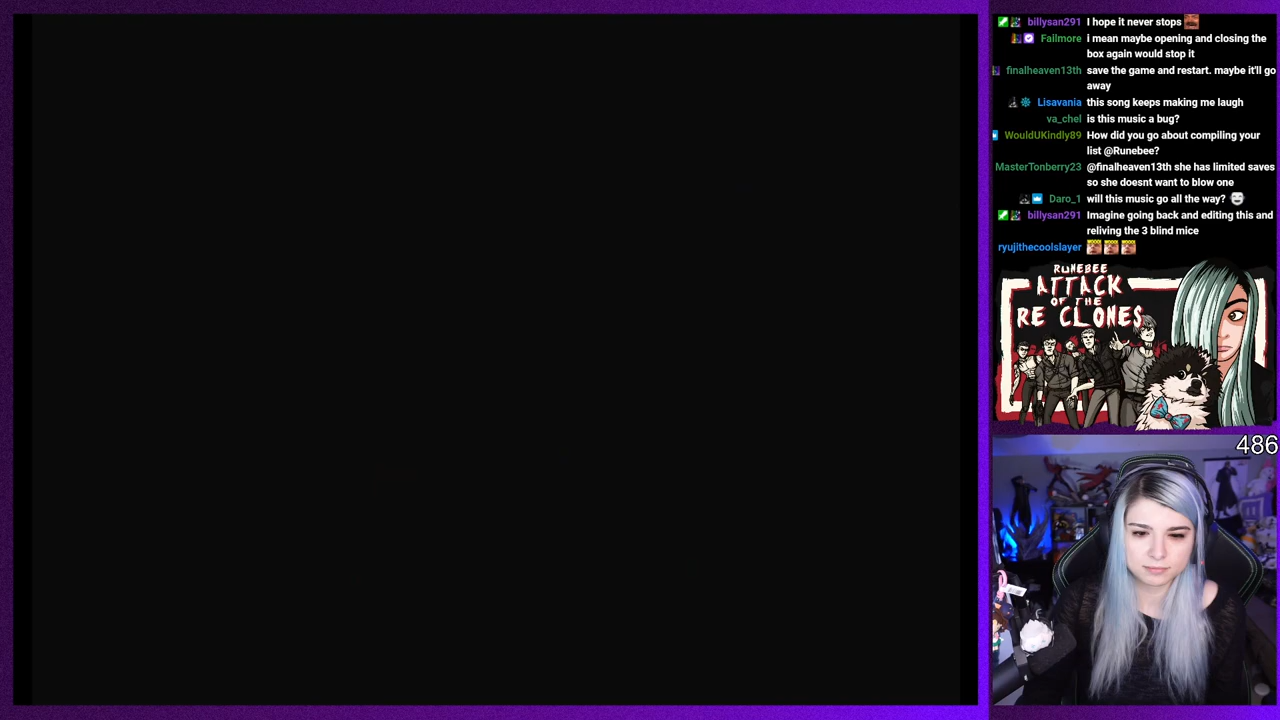 billysan291 I hope it never stops
Failmore i mean maybe opening and closing the
box again would stop it
finalheaven13th save the game and restart. maybe it'll go
away
Lisavania this song keeps making me laugh
va_chel is this music a bug?
WouldUKindly89 How did you go about compiling your
list @Runebee?
MasterTonberry23 @finalheaven13th she has limited saves
so she doesnt want to blow one
Daro_1 will this music go all the way?
billysan291 Imagine going back and editing this and
reliving the 3 blind mice
ryujithecoolslayer
RUNEBEE
ATTACK
OF THE
RE CLONES
486